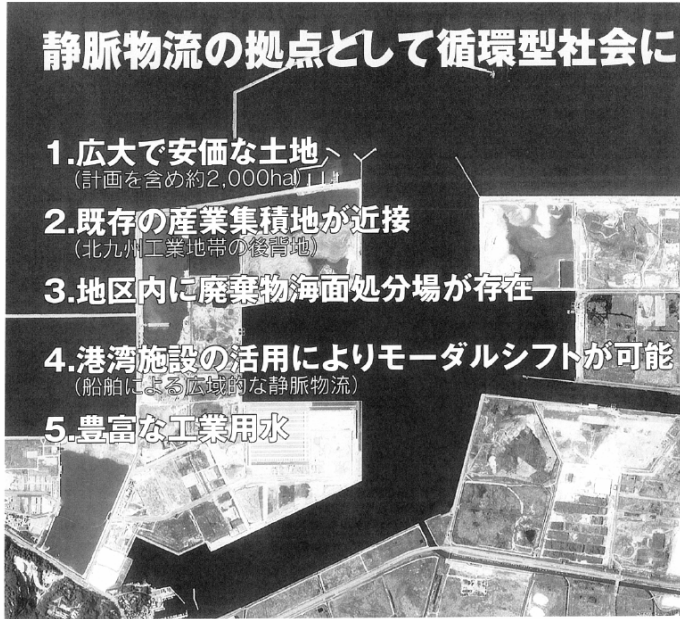 静脈物流の拠点として循環型社会に
1.広大で安価な土地
(計画を含め約2,000ha)
2.既存の産業集積地が近接
(北九州工業地帯の後背地)
3.地区内に廃棄物海面処分場が存在
4.港湾施設の活用によりモーダルシフトが可能
(船舶による広域的な静脈物流)
5.豊富な工業用水